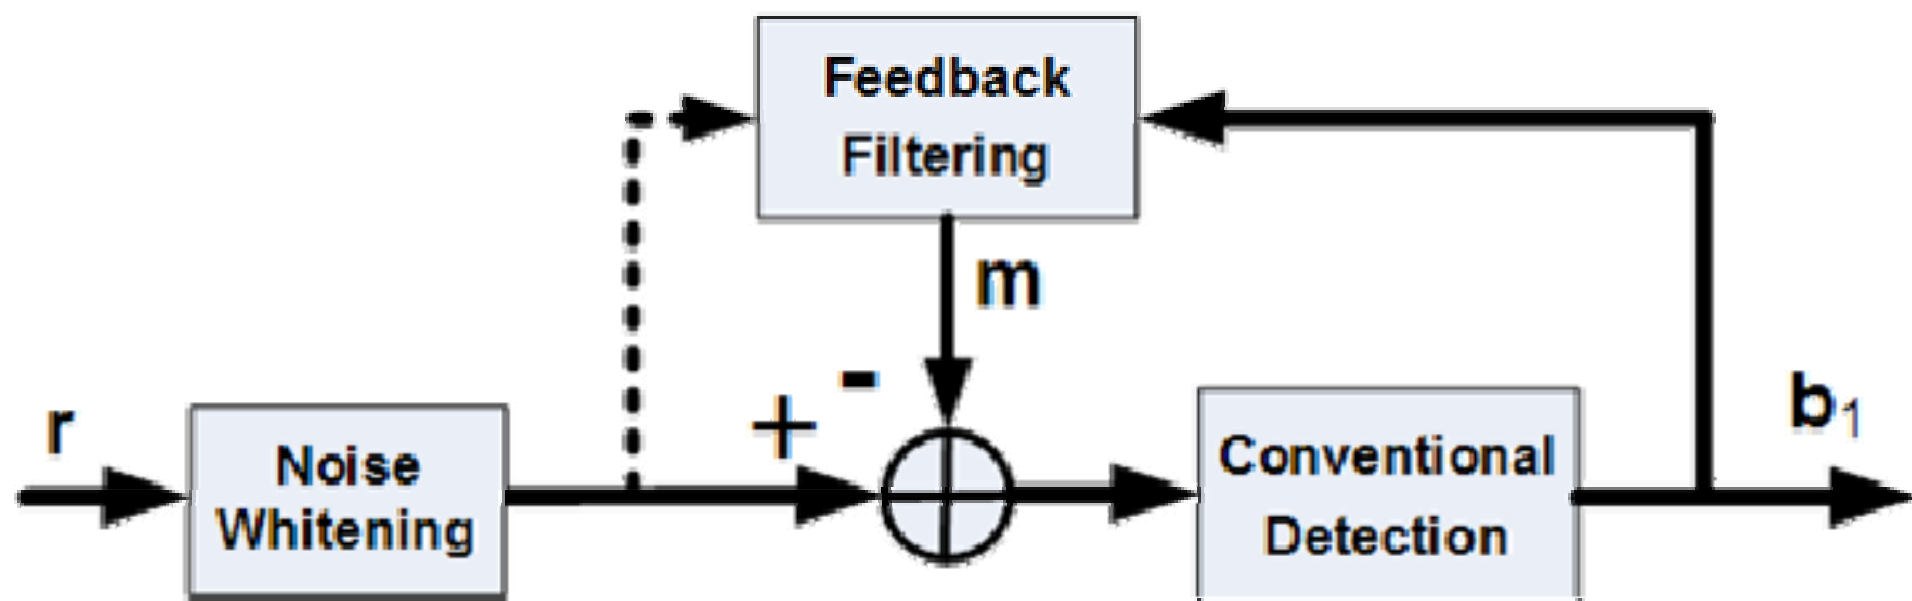 Feedback
Filtering
m
-
+
r
b₁
Noise
Whitening
Conventional
Detection